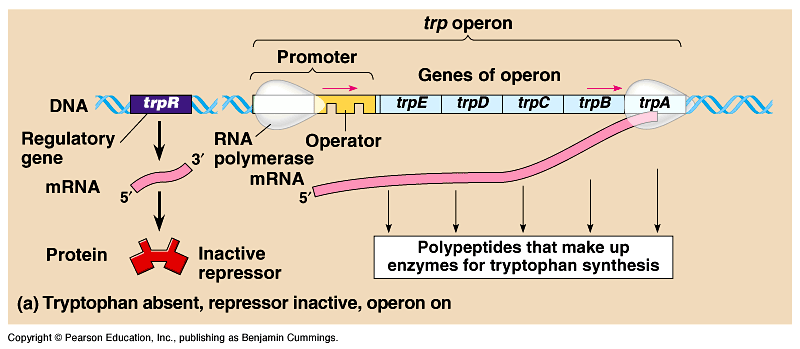 trp operon
Promoter
Genes of operon
DNA
trpR
trpE
trpD
trpC
trpB
trpA
Regulatory
gene
RNA
polymerase
Operator
mRNA
3′
5′
mRNA
5′
Protein
Inactive
repressor
Polypeptides that make up
enzymes for tryptophan synthesis
(a) Tryptophan absent, repressor inactive, operon on
Copyright © Pearson Education, Inc., publishing as Benjamin Cummings.